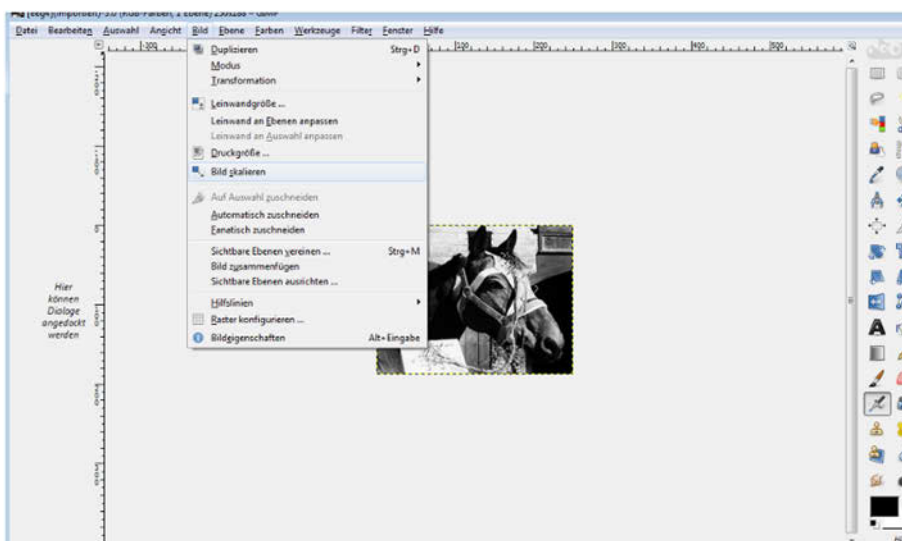 Datei Bearbeiten Auswahl Ansicht Bild Ebene Farben Werkzeuge Filter Fenster Hilfe
Duplizieren Strg+D
Modus
Transformation
Leinwandgröße ...
Leinwand an Ebenen anpassen
Leinwand an Auswahl anpassen
Druckgröße ...
Bild skalieren
Auf Auswahl zuschneiden
Automatisch zuschneiden
Fanatisch zuschneiden
Sichtbare Ebenen vereinen ... Strg+M
Bild zusammenfügen
Sichtbare Ebenen ausrichten ...
Hilfslinien
Raster konfigurieren ...
Bildeigenschaften Alt+Eingabe
Hier
können
Dialoge
angedockt
werden